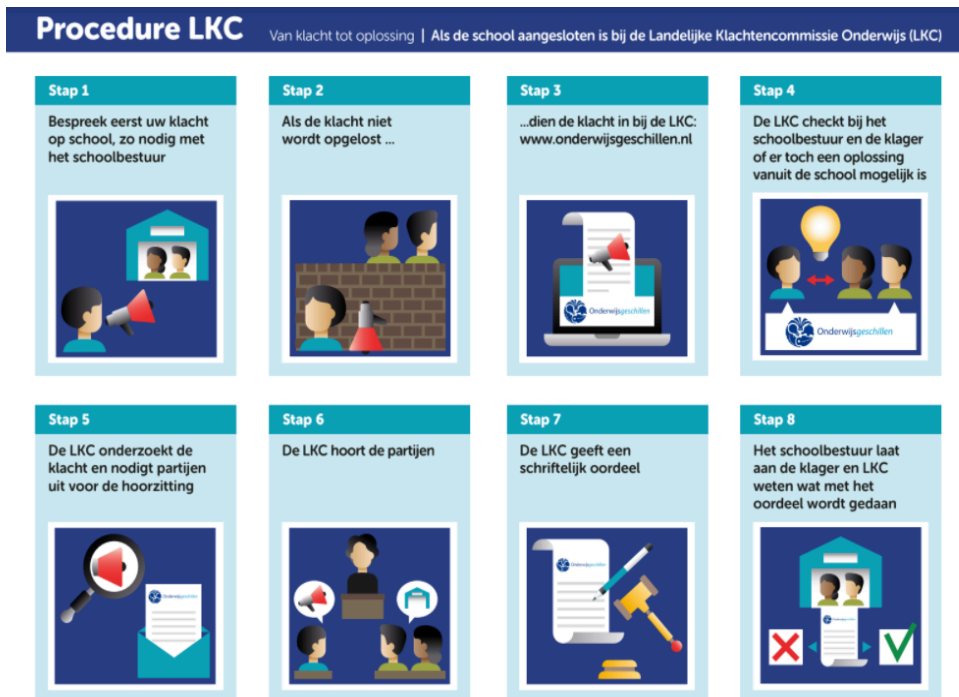 Procedure LKC Van klacht tot oplossing | Als de school aangesloten is bij de Landelijke Klachtencommissie Onderwijs (LKC)
Stap 1
Bespreek eerst uw klacht
op school, zo nodig met
het schoolbestuur
Stap 2
Als de klacht niet
wordt opgelost ...
Stap 3
...dien de klacht in bij de LKC:
www.onderwijsgeschillen.nl
Onderwijsgeschillen
Stap 4
De LKC checkt bij het
schoolbestuur en de klager
of er toch een oplossing
vanuit de school mogelijk is
Onderwijsgeschillen
Stap 5
De LKC onderzoekt de
klacht en nodigt partijen
uit voor de hoorzitting
Onderwijsgeschillen
Stap 6
De LKC hoort de partijen
Stap 7
De LKC geeft een
schriftelijk oordeel
Onderwijsgeschillen
Stap 8
Het schoolbestuur laat
aan de klager en LKC
weten wat met het
oordeel wordt gedaan